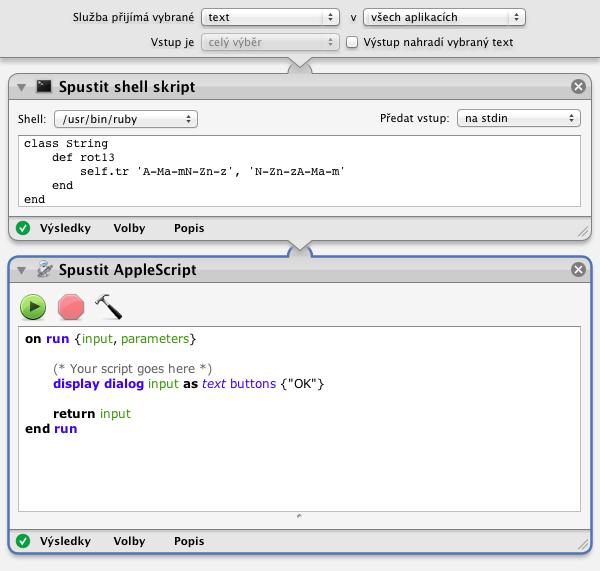 Služba přijímá vybrané text v všech aplikacích
Vstup je celý výběr Výstup nahradí vybraný text
Spustit shell skript
Shell: /usr/bin/ruby Předat vstup: na stdin
class String
    def rot13
        self.tr 'A-Ma-mN-Zn-z', 'N-Zn-zA-Ma-m'
    end
end
Výsledky Volby Popis
Spustit AppleScript
on run {input, parameters}
(* Your script goes here *)
display dialog input as text buttons {"OK"}
return input
end run
Výsledky Volby Popis